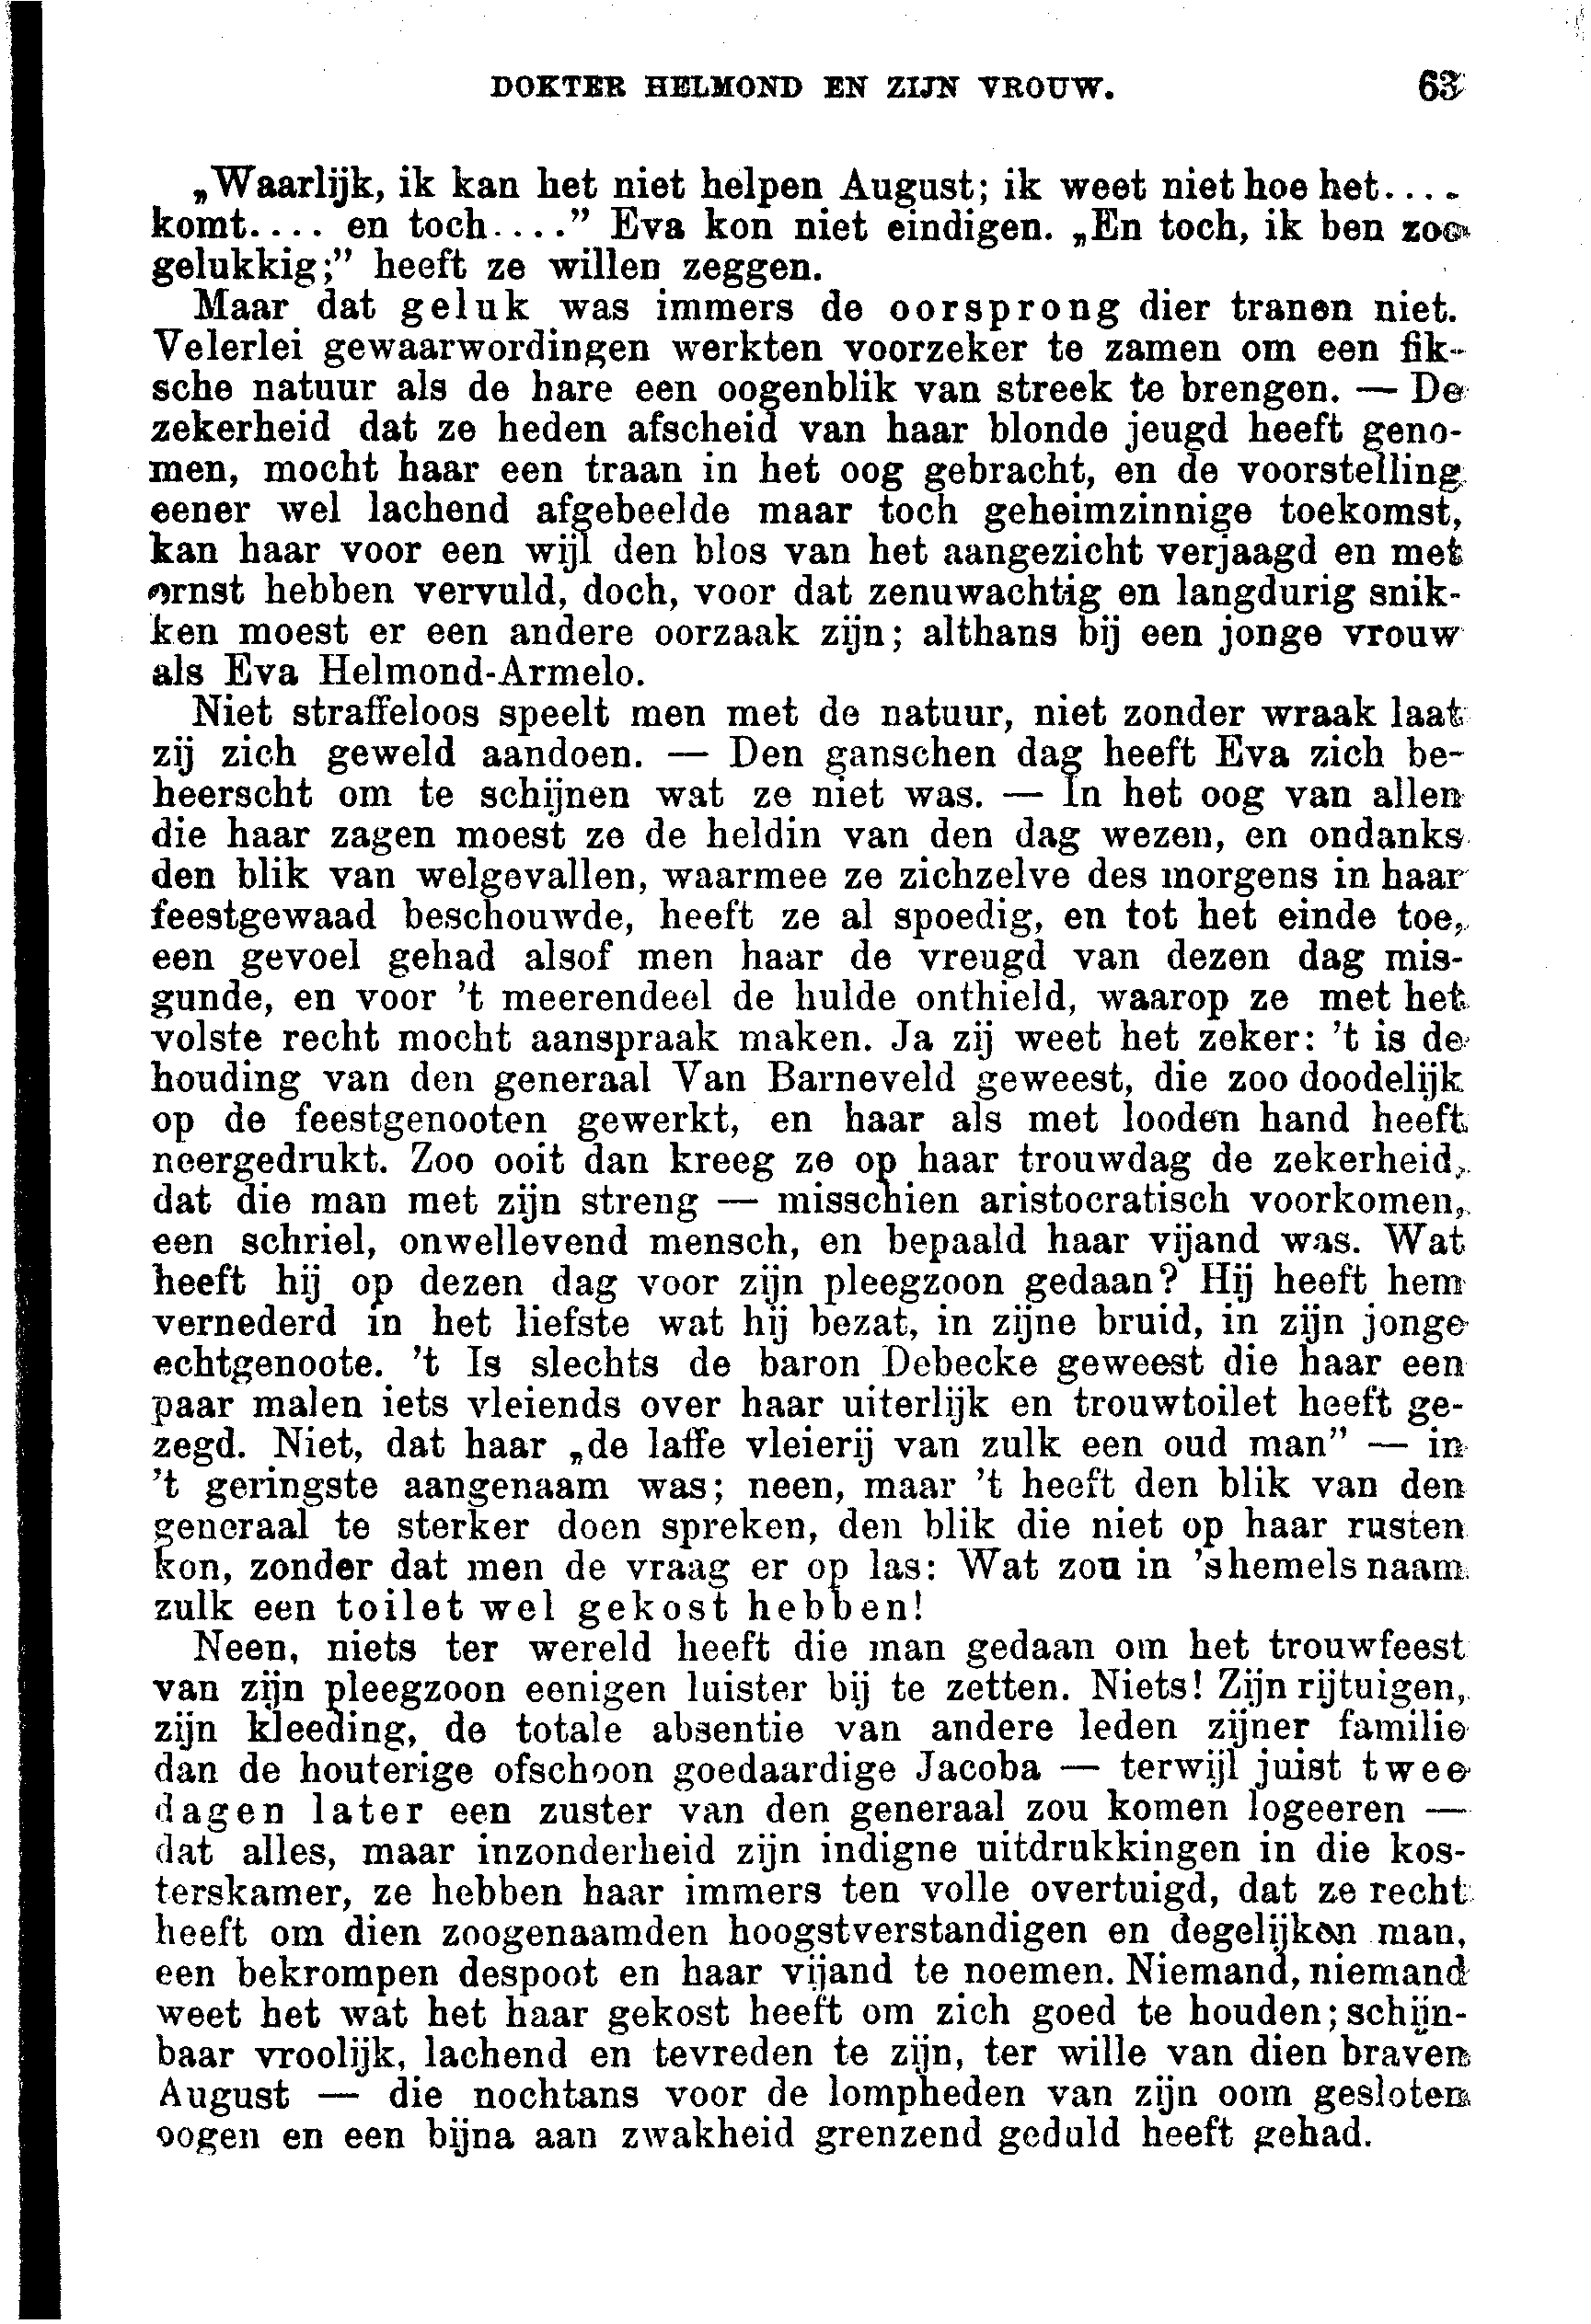 DOKTER HELMOND EN ZIJN VROUW. 63
„Waarlijk, ik kan het niet helpen August; ik weet niet hoe het....
komt.... en toch....” Eva kon niet eindigen. „En toch, ik ben zoo
gelukkig;” heeft ze willen zeggen.
Maar dat geluk was immers de oorsprong dier tranen niet.
Velerlei gewaarwordingen werkten voorzeker te zamen om een fik-
sche natuur als de hare een oogenblik van streek te brengen. — De
zekerheid dat ze heden afscheid van haar blonde jeugd heeft geno-
men, mocht haar een traan in het oog gebracht, en de voorstelling
eener wel lachend afgebeelde maar toch geheimzinnige toekomst,
kan haar voor een wijl den blos van het aangezicht verjaagd en met
ernst hebben vervuld, doch, voor dat zenuwachtig en langdurig snik-
ken moest er een andere oorzaak zijn; althans bij een jonge vrouw
als Eva Helmond-Armelo.
Niet straffeloos speelt men met de natuur, niet zonder wraak laat
zij zich geweld aandoen. — Den ganschen dag heeft Eva zich be-
heerscht om te schijnen wat ze niet was. — In het oog van allen
die haar zagen moest ze de heldin van den dag wezen, en ondanks
den blik van welgevallen, waarmee ze zichzelve des morgens in haar
feestgewaad beschouwde, heeft ze al spoedig, en tot het einde toe,
een gevoel gehad alsof men haar de vreugd van dezen dag mis-
gunde, en voor 't meerendeel de hulde onthield, waarop ze met het
volste recht mocht aanspraak maken. Ja zij weet het zeker: 't is de
houding van den generaal Van Barneveld geweest, die zoo doodelijk
op de feestgenooten gewerkt, en haar als met looden hand heeft
neergedrukt. Zoo ooit dan kreeg ze op haar trouwdag de zekerheid,
dat die man met zijn streng — misschien aristocratisch voorkomen,
een schriel, onwellevend mensch, en bepaald haar vijand was. Wat
heeft hij op dezen dag voor zijn pleegzoon gedaan? Hij heeft hem
vernederd in het liefste wat hij bezat, in zijne bruid, in zijn jonge
echtgenoote. 't Is slechts de baron Debecke geweest die haar een
paar malen iets vleiends over haar uiterlijk en trouwtoilet heeft ge-
zegd. Niet, dat haar „de laffe vleierij van zulk een oud man” — in
't geringste aangenaam was; neen, maar 't heeft den blik van den
generaal te sterker doen spreken, den blik die niet op haar rusten
kon, zonder dat men de vraag er op las: Wat zou in 's hemels naam
zulk een toilet wel gekost hebben!
Neen, niets ter wereld heeft die man gedaan om het trouwfeest
van zijn pleegzoon eenigen luister bij te zetten. Niets! Zijn rijtuigen,
zijn kleeding, de totale absentie van andere leden zijner familie
dan de houterige ofschoon goedaardige Jacoba — terwijl juist twee
dagen later een zuster van den generaal zou komen logeeren —
dat alles, maar inzonderheid zijn indigne uitdrukkingen in die kos-
terskamer, ze hebben haar immers ten volle overtuigd, dat ze recht
heeft om dien zoogenaamden hoogstverstandigen en degelijken man,
een bekrompen despoot en haar vijand te noemen. Niemand, niemand
weet het wat het haar gekost heeft om zich goed te houden; schijn-
baar vroolijk, lachend en tevreden te zijn, ter wille van dien braven
August — die nochtans voor de lompheden van zijn oom gesloten
oogen en een bijna aan zwakheid grenzend geduld heeft gehad.